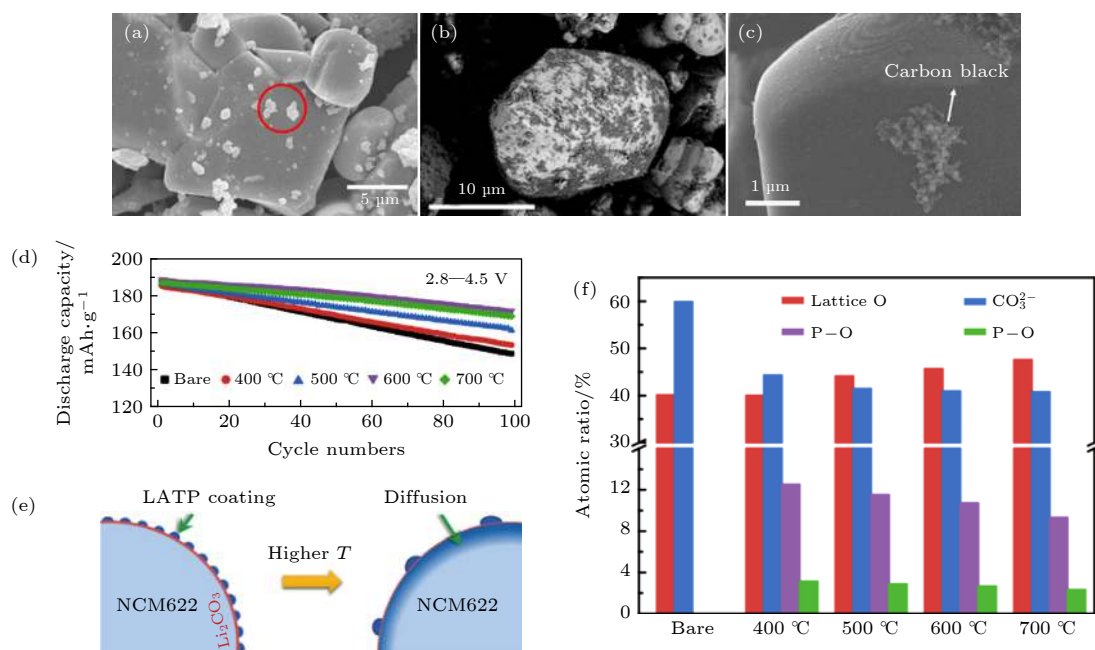 (a)
5 μm
(b)
10 μm
(c)
Carbon black
1 μm
(d)
Discharge capacity/
mAh·g⁻¹
200
180
160
140
120
2.8—4.5 V
Bare 400 ℃ 500 ℃ 600 ℃ 700 ℃
0 20 40 60 80 100
Cycle numbers
(e)
LATP coating
Diffusion
Higher T
NCM622
Li₂CO₃
NCM622
(f)
Atomic ratio/%
60
50
40
30
12
8
4
0
Lattice O CO₃²⁻
P−O P−O
Bare 400 ℃ 500 ℃ 600 ℃ 700 ℃